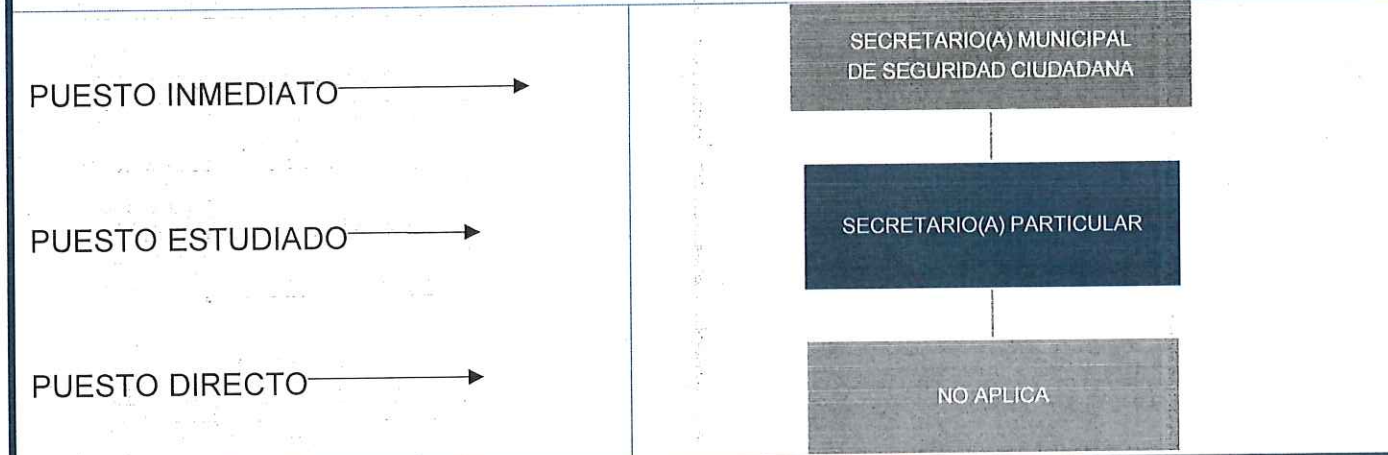 SECRETARIO(A) MUNICIPAL
DE SEGURIDAD CIUDADANA
PUESTO INMEDIATO
PUESTO ESTUDIADO
SECRETARIO(A) PARTICULAR
PUESTO DIRECTO
NO APLICA